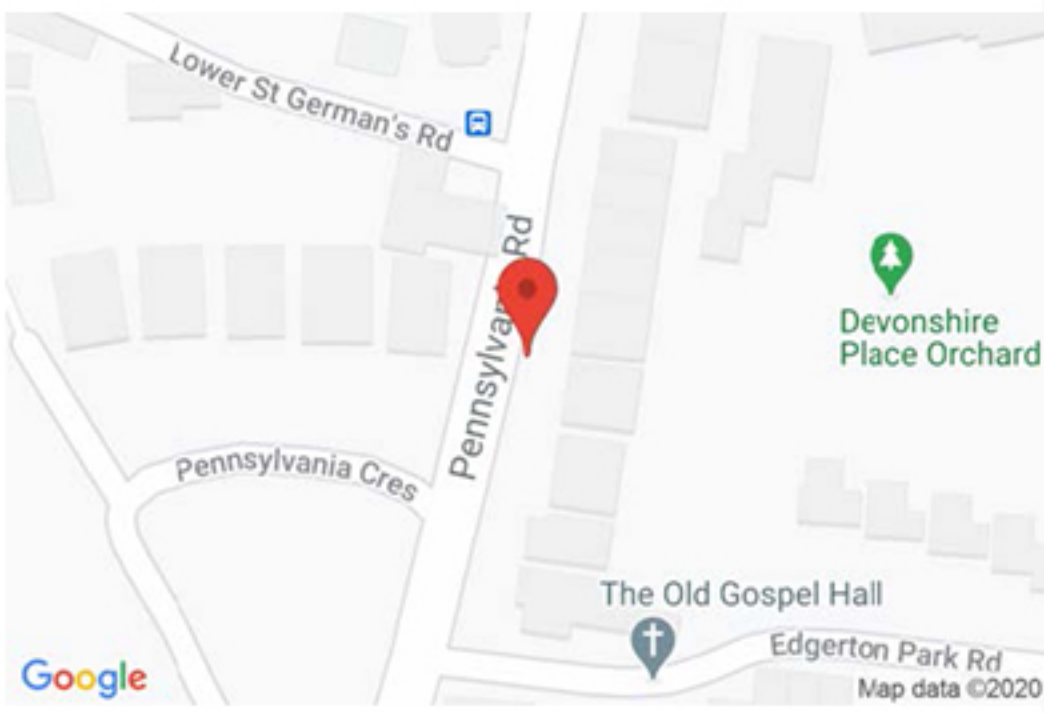 Lower St German's Rd
Pennsylvania Rd
Devonshire
Place Orchard
Pennsylvania Cres
The Old Gospel Hall
Edgerton Park Rd
Google
Map data ©2020